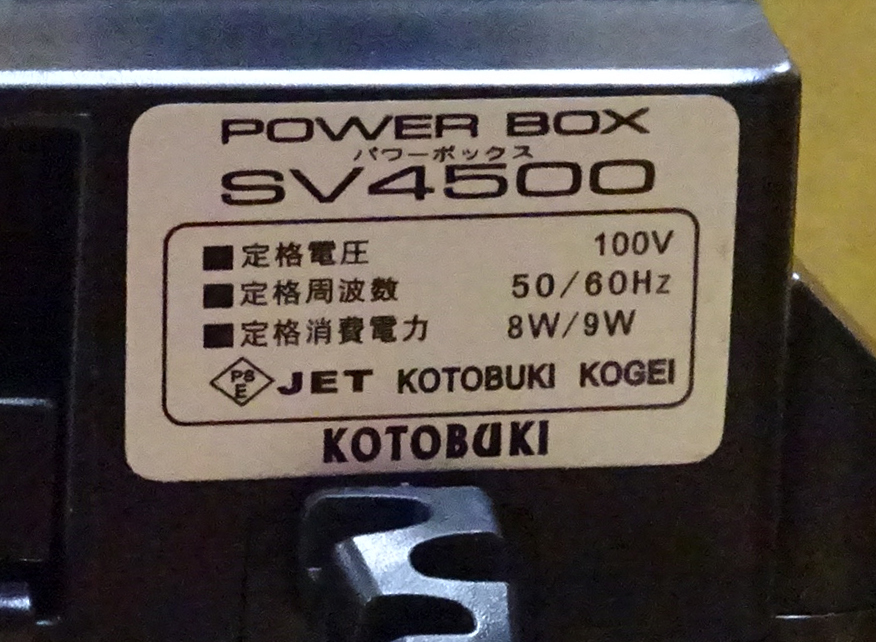 POWER BOX
パワーボックス
SV4500
■定格電圧 100V
■定格周波数 50/60Hz
■定格消費電力 8W/9W
PS
E
JET KOTOBUKI KOGEI
KOTOBUKI